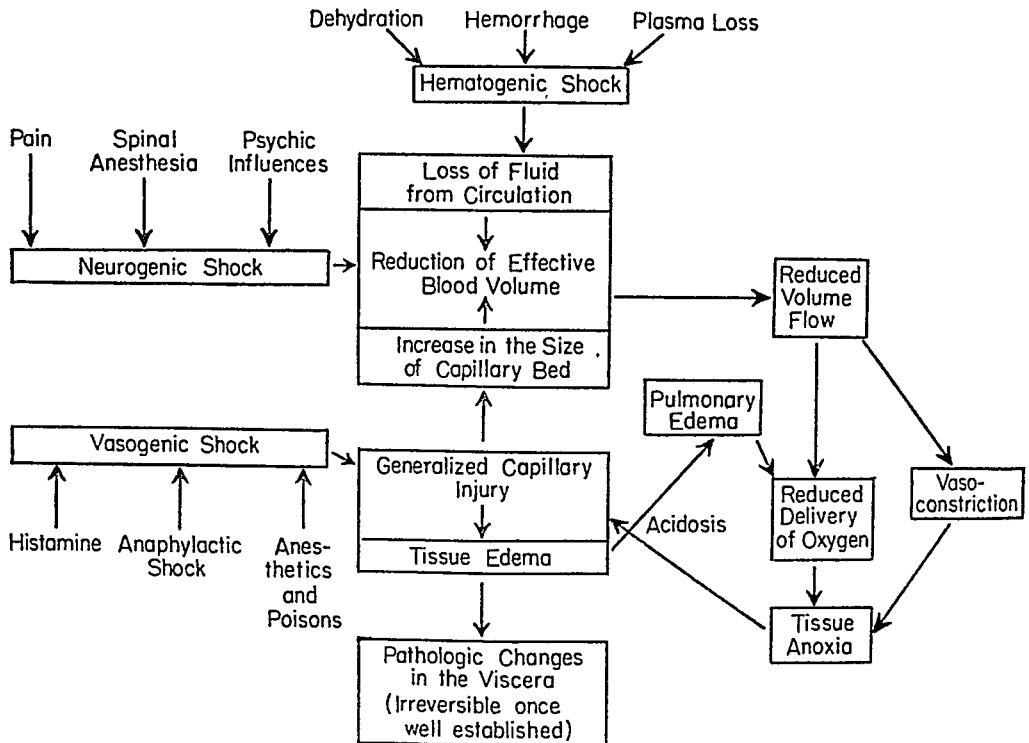 Dehydration
Hemorrhage
Plasma Loss
Hematogenic Shock
Pain
Spinal
Anesthesia
Psychic
Influences
Loss of Fluid
from Circulation
Neurogenic Shock
Reduction of Effective
Blood Volume
Reduced
Volume
Flow
Increase in the Size
of Capillary Bed
Pulmonary
Edema
Vasogenic Shock
Generalized Capillary
Injury
Reduced
Delivery
of Oxygen
Vaso-
constriction
Acidosis
Histamine
Anaphylactic
Shock
Anes-
thetics
and
Poisons
Tissue Edema
Tissue
Anoxia
Pathologic Changes
in the Viscera
(Irreversible once
well established)